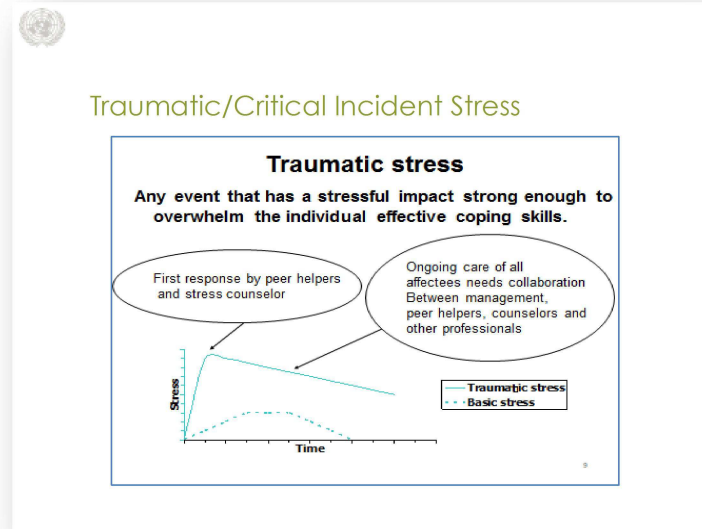 Traumatic/Critical Incident Stress
Traumatic stress
Any event that has a stressful impact strong enough to
overwhelm the individual effective coping skills.
First response by peer helpers
and stress counselor
Ongoing care of all
affectees needs collaboration
Between management,
peer helpers, counselors and
other professionals
Stress
Traumatic stress
Basic stress
Time
9